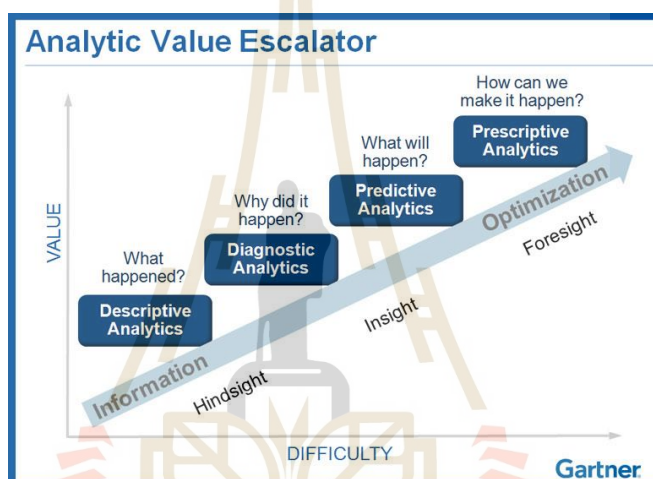 Analytic Value Escalator
How can we
make it happen?
Prescriptive
Analytics
What will
happen?
Predictive
Analytics
Why did it
happen?
Diagnostic
Analytics
What
happened?
Descriptive
Analytics
VALUE
Information
Optimization
Hindsight
Insight
Foresight
DIFFICULTY
Gartner